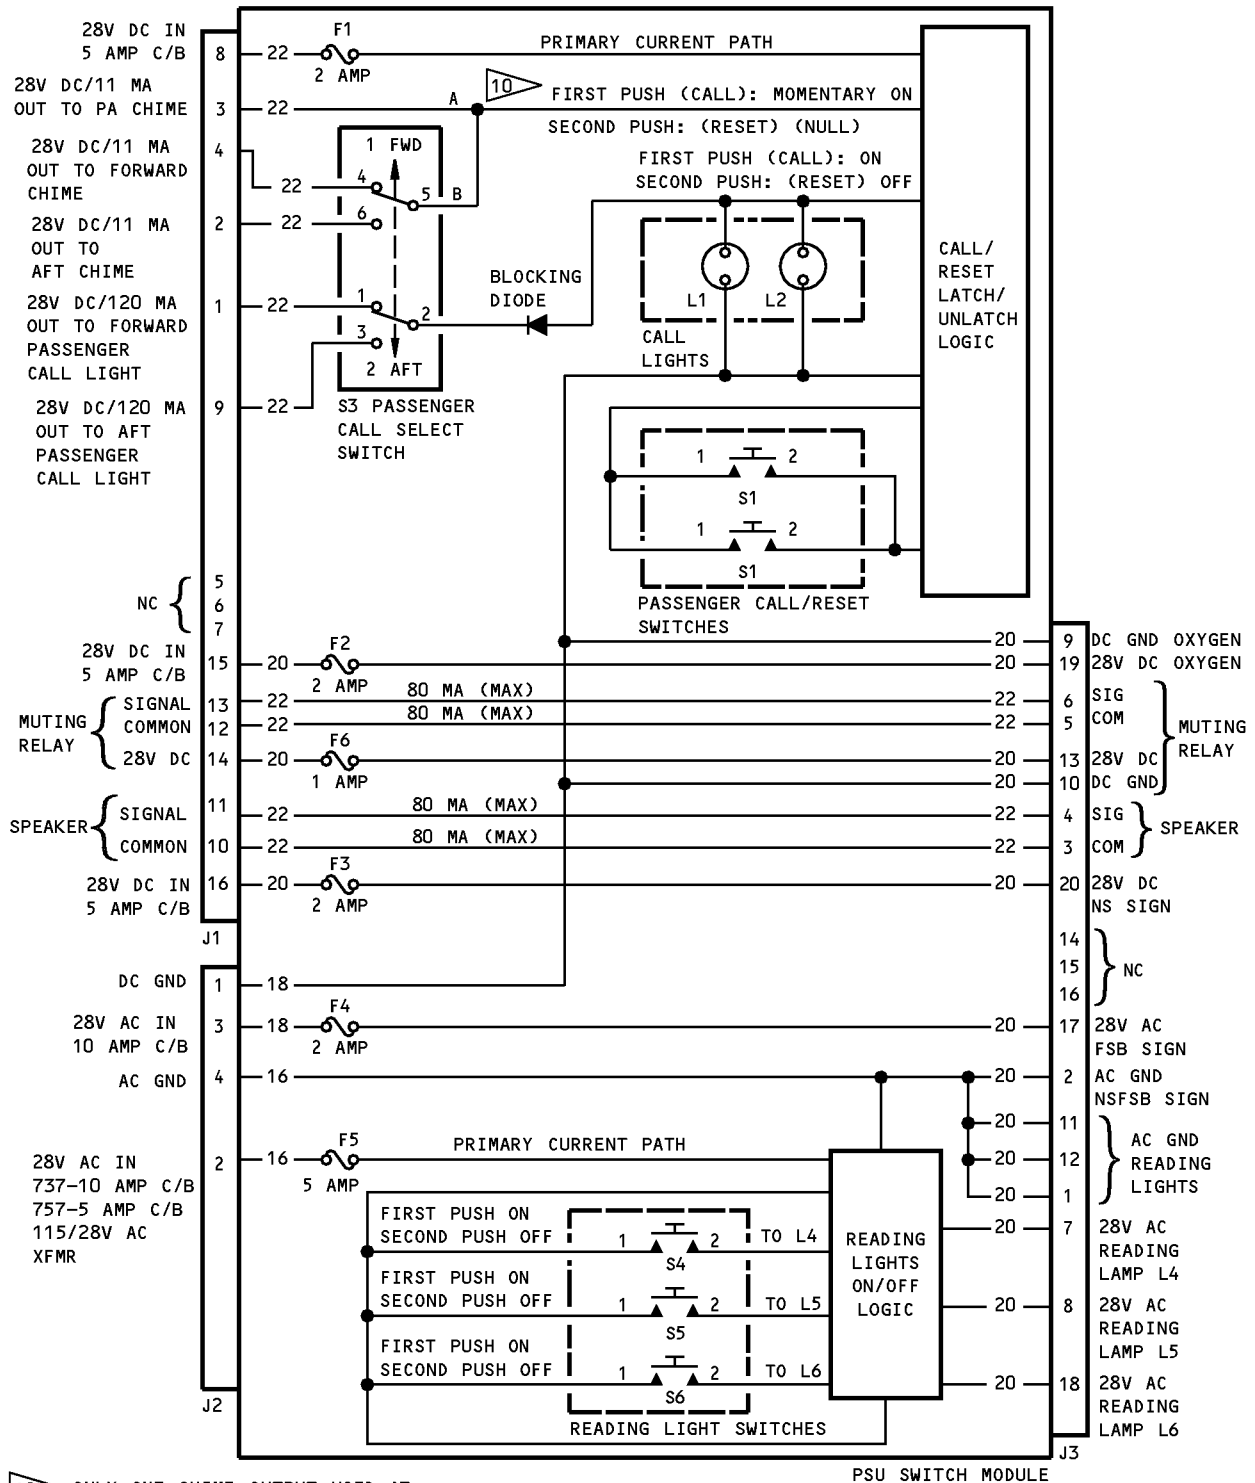 28V DC IN
5 AMP C/B
8
22
F1
2 AMP
PRIMARY CURRENT PATH
28V DC/11 MA
OUT TO PA CHIME
3
22
A
10
FIRST PUSH (CALL): MOMENTARY ON
SECOND PUSH: (RESET) (NULL)
28V DC/11 MA
OUT TO FORWARD
CHIME
4
22
1 FWD
4
5
B
6
FIRST PUSH (CALL): ON
SECOND PUSH: (RESET) OFF
28V DC/11 MA
OUT TO
AFT CHIME
2
22
28V DC/120 MA
OUT TO FORWARD
PASSENGER
CALL LIGHT
1
22
1
2
3
2 AFT
BLOCKING
DIODE
L1
L2
CALL
LIGHTS
CALL/
RESET
LATCH/
UNLATCH
LOGIC
28V DC/120 MA
OUT TO AFT
PASSENGER
CALL LIGHT
9
22
S3 PASSENGER
CALL SELECT
SWITCH
1
2
S1
1
2
S1
PASSENGER CALL/RESET
SWITCHES
NC
5
6
7
20
9
DC GND OXYGEN
28V DC IN
5 AMP C/B
15
20
F2
2 AMP
20
19
28V DC OXYGEN
MUTING
RELAY
SIGNAL
13
22
80 MA (MAX)
22
6
SIG
COMMON
12
22
80 MA (MAX)
22
5
COM
28V DC
14
20
F6
1 AMP
20
13
28V DC
20
10
DC GND
MUTING
RELAY
SPEAKER
SIGNAL
11
22
80 MA (MAX)
22
4
SIG
COMMON
10
22
80 MA (MAX)
22
3
COM
SPEAKER
28V DC IN
5 AMP C/B
16
20
F3
2 AMP
20
20
28V DC
NS SIGN
J1
14
15
16
NC
DC GND
1
18
28V AC IN
10 AMP C/B
3
18
F4
2 AMP
20
17
28V AC
FSB SIGN
AC GND
4
16
20
2
AC GND
NSFSB SIGN
20
11
20
12
20
1
AC GND
READING
LIGHTS
28V AC IN
737-10 AMP C/B
757-5 AMP C/B
115/28V AC
XFMR
2
16
F5
5 AMP
PRIMARY CURRENT PATH
FIRST PUSH ON
SECOND PUSH OFF
1
2
S4
TO L4
FIRST PUSH ON
SECOND PUSH OFF
1
2
S5
TO L5
FIRST PUSH ON
SECOND PUSH OFF
1
2
S6
TO L6
READING LIGHT SWITCHES
READING
LIGHTS
ON/OFF
LOGIC
20
7
28V AC
READING
LAMP L4
20
8
28V AC
READING
LAMP L5
20
18
28V AC
READING
LAMP L6
J2
J3
PSU SWITCH MODULE